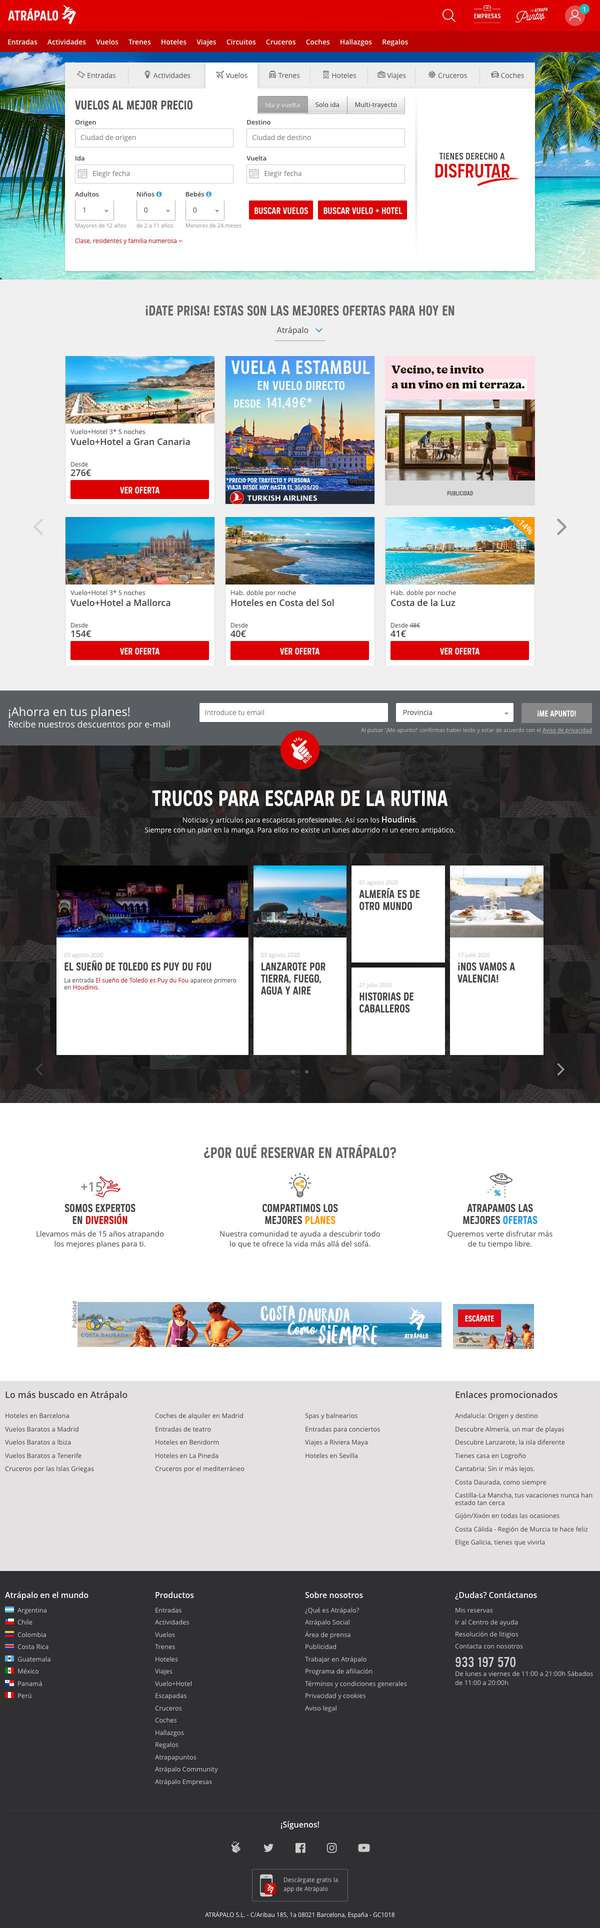 ATRÁPALO
EMPRESAS
Puntos
1
Entradas Actividades Vuelos Trenes Hoteles Viajes Circuitos Cruceros Coches Hallazgos Regalos
Entradas Actividades Vuelos Trenes Hoteles Viajes Cruceros Coches
VUELOS AL MEJOR PRECIO
Ida y vuelta Solo ida Multi-trayecto
Origen Destino
Ciudad de origen Ciudad de destino
Ida Vuelta
Elegir fecha Elegir fecha
Adultos Niños Bebés
1 0 0
BUSCAR VUELOS BUSCAR VUELO + HOTEL
Mayores de 12 años de 2 a 11 años Menores de 24 meses
Clase, residentes y familia numerosa
TIENES DERECHO A
DISFRUTAR
¡DATE PRISA! ESTAS SON LAS MEJORES OFERTAS PARA HOY EN
Atrápalo
Vuelo+Hotel 3* 5 noches
Vuelo+Hotel a Gran Canaria
Desde
276€
VER OFERTA
VUELA A ESTAMBUL
EN VUELO DIRECTO
DESDE 141,49€*
*PRECIO POR TRAYECTO Y PERSONA
VIAJA DESDE HOY HASTA EL 30/09/20
TURKISH AIRLINES
Vecino, te invito
a un vino en mi terraza.
PUBLICIDAD
Vuelo+Hotel 3* 5 noches
Vuelo+Hotel a Mallorca
Desde
154€
VER OFERTA
Hab. doble por noche
Hoteles en Costa del Sol
Desde
40€
VER OFERTA
-14%
Hab. doble por noche
Costa de la Luz
Desde 48€
41€
VER OFERTA
¡Ahorra en tus planes!
Recibe nuestros descuentos por e-mail
Introduce tu email
Provincia
¡ME APUNTO!
Al pulsar '¡Me apunto!' confirmas haber leído y estar de acuerdo con el Aviso de privacidad
TRUCOS PARA ESCAPAR DE LA RUTINA
Noticias y artículos para escapistas profesionales. Así son los Houdinis.
Siempre con un plan en la manga. Para ellos no existe un lunes aburrido ni un enero antipático.
EL SUEÑO DE TOLEDO ES PUY DU FOU
La entrada El sueño de Toledo es Puy du Fou aparece primero
en Houdinis.
LANZAROTE POR
TIERRA, FUEGO,
AGUA Y AIRE
ALMERÍA ES DE
OTRO MUNDO
HISTORIAS DE
CABALLEROS
¡NOS VAMOS A
VALENCIA!
¿POR QUÉ RESERVAR EN ATRÁPALO?
+15
SOMOS EXPERTOS
EN DIVERSIÓN
Llevamos más de 15 años atrapando
los mejores planes para ti.
COMPARTIMOS LOS
MEJORES PLANES
Nuestra comunidad te ayuda a descubrir todo
lo que te ofrece la vida más allá del sofá.
%
ATRAPAMOS LAS
MEJORES OFERTAS
Queremos verte disfrutar más
de tu tiempo libre.
Publicidad
COSTA DAURADA
COSTA DAURADA
Como SIEMPRE
ATRÁPALO
ESCÁPATE
Lo más buscado en Atrápalo
Hoteles en Barcelona
Vuelos Baratos a Madrid
Vuelos Baratos a Ibiza
Vuelos Baratos a Tenerife
Cruceros por las Islas Griegas
Coches de alquiler en Madrid
Entradas de teatro
Hoteles en Benidorm
Hoteles en La Pineda
Cruceros por el mediterráneo
Spas y balnearios
Entradas para conciertos
Viajes a Riviera Maya
Hoteles en Sevilla
Enlaces promocionados
Andalucía: Origen y destino
Descubre Almería, un mar de playas
Descubre Lanzarote, la isla diferente
Tienes casa en Logroño
Cantabria: Sin ir más lejos.
Costa Daurada, como siempre
Castilla-La Mancha, tus vacaciones nunca han
estado tan cerca
Gijón/Xixón en todas las ocasiones
Costa Cálida - Región de Murcia te hace feliz
Elige Galicia, tienes que vivirla
Atrápalo en el mundo
Argentina
Chile
Colombia
Costa Rica
Guatemala
México
Panamá
Perú
Productos
Entradas
Actividades
Vuelos
Trenes
Hoteles
Viajes
Vuelo+Hotel
Escapadas
Cruceros
Coches
Hallazgos
Regalos
Atrapapuntos
Atrápalo Community
Atrápalo Empresas
Sobre nosotros
¿Qué es Atrápalo?
Atrápalo Social
Área de prensa
Publicidad
Trabajar en Atrápalo
Programa de afiliación
Términos y condiciones generales
Privacidad y cookies
Aviso legal
¿Dudas? Contáctanos
Mis reservas
Ir al Centro de ayuda
Resolución de litigios
Contacta con nosotros
933 197 570
De lunes a viernes de 11:00 a 21:00h Sábados
de 11:00 a 20:00h
¡Síguenos!
Descárgate gratis la
app de Atrápalo
ATRÁPALO S.L. - C/Aribau 185, 1a 08021 Barcelona, España - GC1018